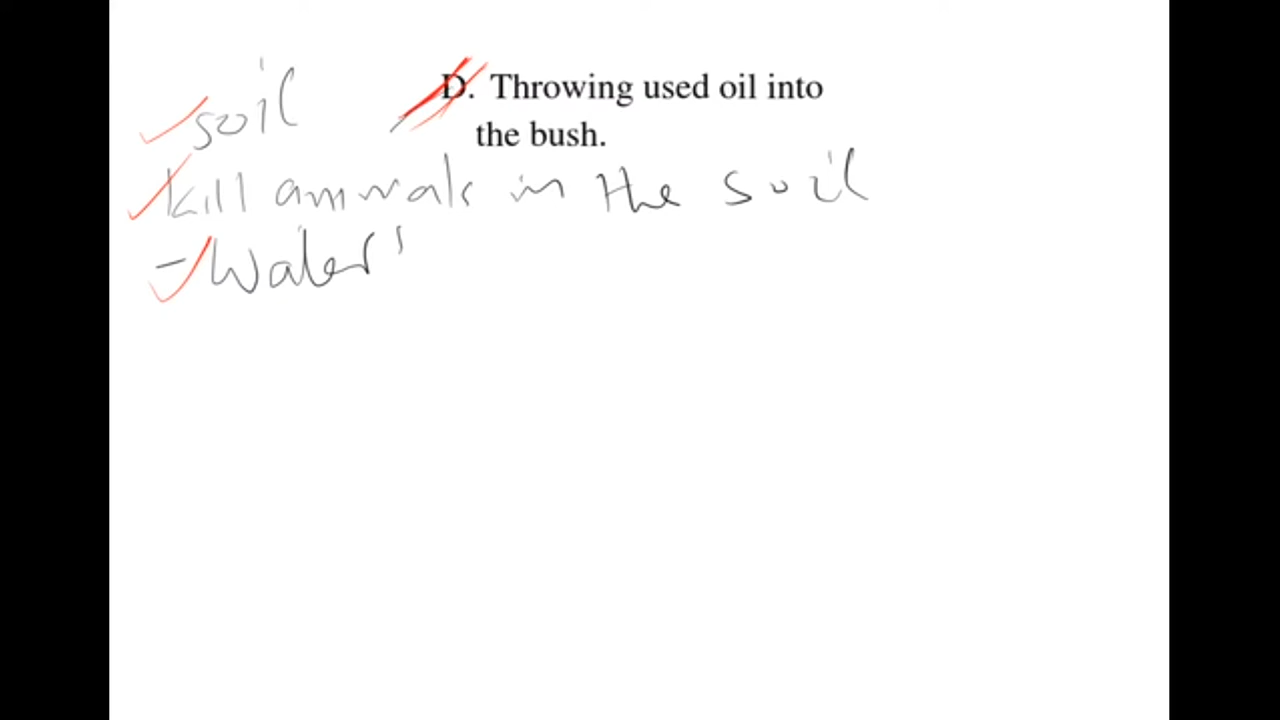 D. Throwing used oil into
the bush.
soil
kill animals in the soil
- Water'